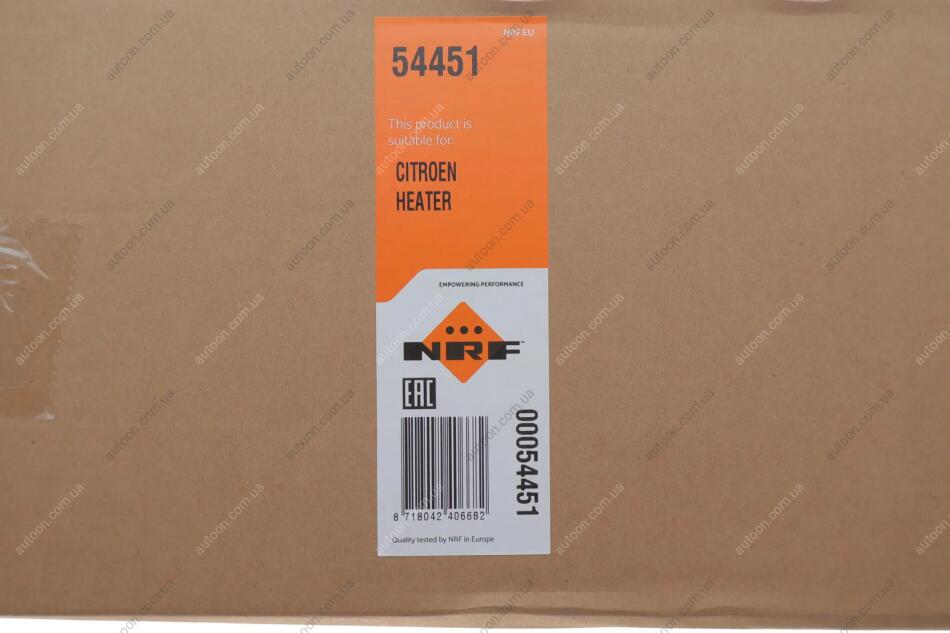 NRF.EU
54451
This product is
suitable for:
CITROEN
HEATER
EMPOWERING PERFORMANCE
NRF™
EAC
00054451
8 718042 406682
Quality tested by NRF in Europe
autoon.com.ua